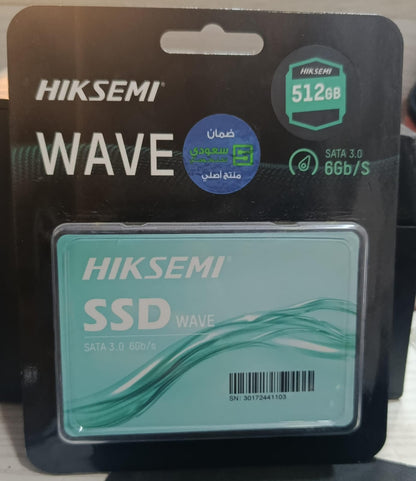 HIKSEMI
HIKSEMI
512GB
WAVE
ضمان
سعودي
منتج أصلي
SATA 3.0
6Gb/S
HIKSEMI
SSD WAVE
SATA 3.0 6Gb/s
SN: 30172441103